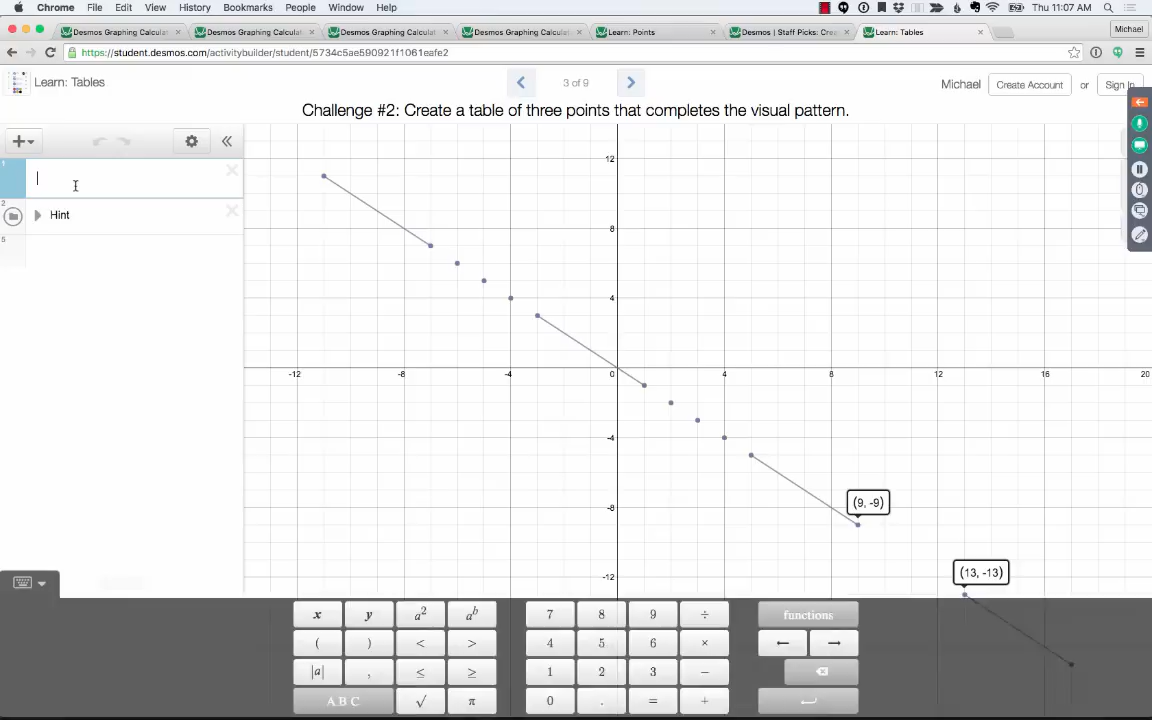 Chrome File Edit View History Bookmarks People Window Help Thu 11:07 AM
Desmos Graphing Calculat Desmos Graphing Calculat Desmos Graphing Calculat Desmos Graphing Calculat Learn: Points Desmos | Staff Picks: Crea Learn: Tables Michael
https://student.desmos.com/activitybuilder/student/5734c5ae590921f1061eafe2
Learn: Tables 3 of 9 Michael Create Account or Sign In
Challenge #2: Create a table of three points that completes the visual pattern.
1
2 Hint
5
12
8
4
-12 -8 -4 0 4 8 12 16 20
-4
(9, -9)
-8
(13, -13)
-12
x y a² aᵇ 7 8 9 ÷ functions
( ) < > 4 5 6 × ← →
|a| , ≤ ≥ 1 2 3 −
A B C √ π 0 . = +